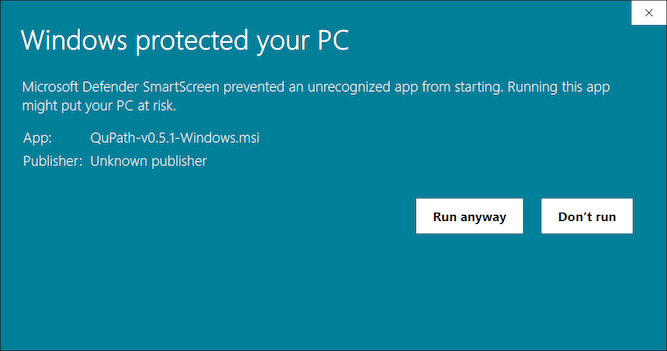 Windows protected your PC
Microsoft Defender SmartScreen prevented an unrecognized app from starting. Running this app
might put your PC at risk.
App: QuPath-v0.5.1-Windows.msi
Publisher: Unknown publisher
Run anyway Don't run